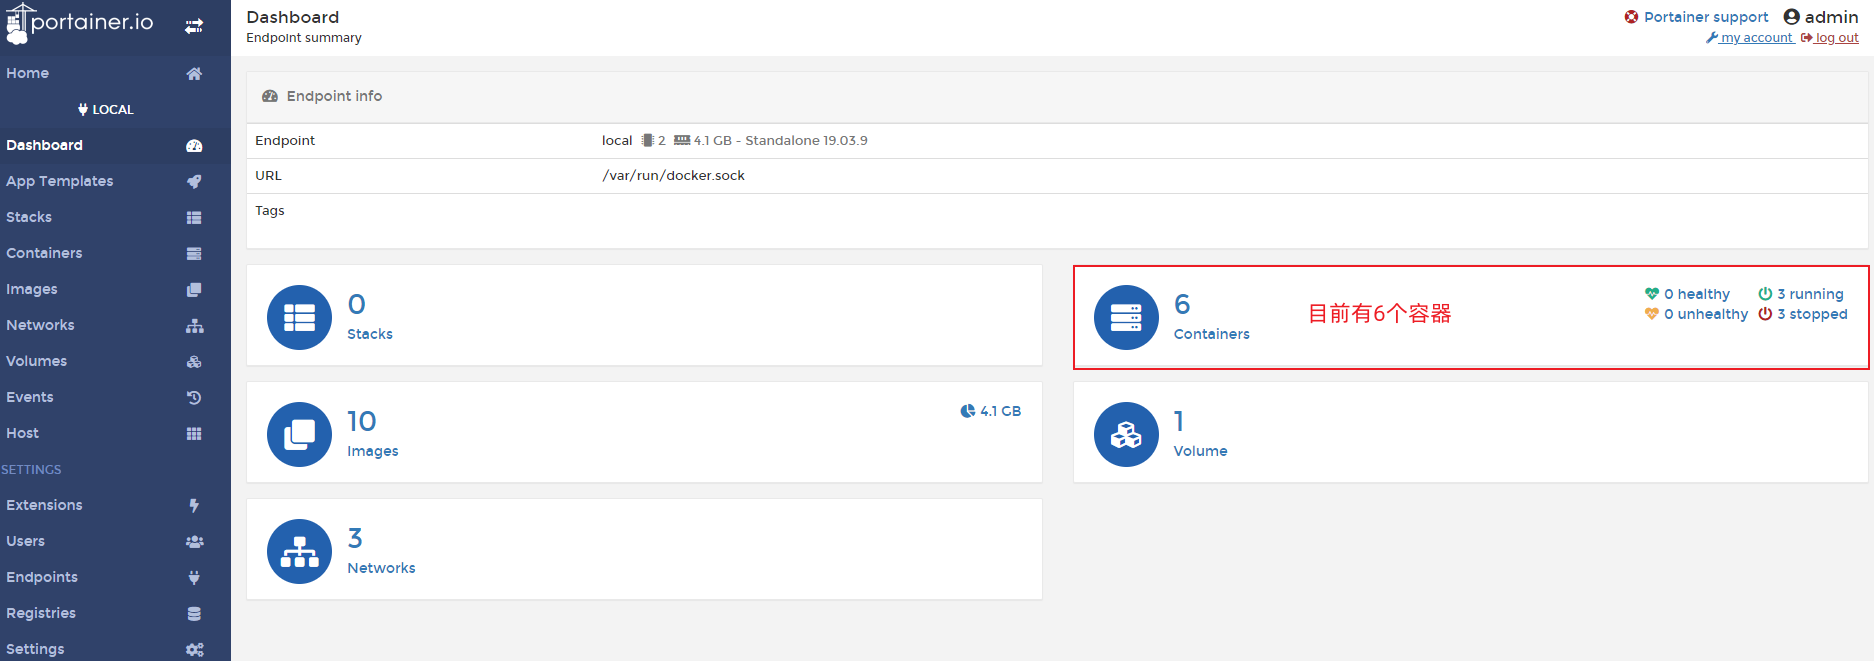 portainer.io
Home
LOCAL
Dashboard
App Templates
Stacks
Containers
Images
Networks
Volumes
Events
Host
SETTINGS
Extensions
Users
Endpoints
Registries
Settings
Dashboard
Endpoint summary
Portainer support admin
my account log out
Endpoint info
Endpoint local 2 4.1 GB - Standalone 19.03.9
URL /var/run/docker.sock
Tags
0
Stacks
6
Containers
目前有6个容器
0 healthy 3 running
0 unhealthy 3 stopped
10
Images
4.1 GB
1
Volume
3
Networks